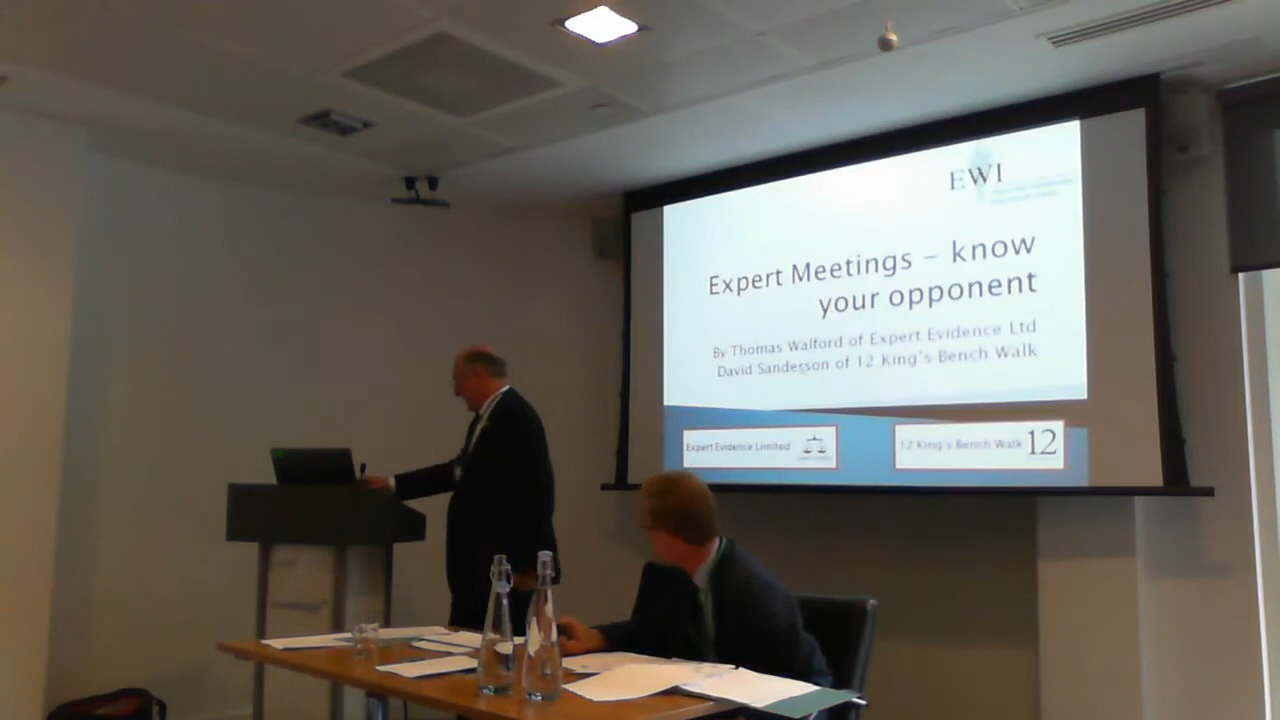 EWI
Expert Meetings – know
your opponent
By Thomas Walford of Expert Evidence Ltd
David Sanderson of 12 King's Bench Walk
Expert Evidence Limited
12 King's Bench Walk 12